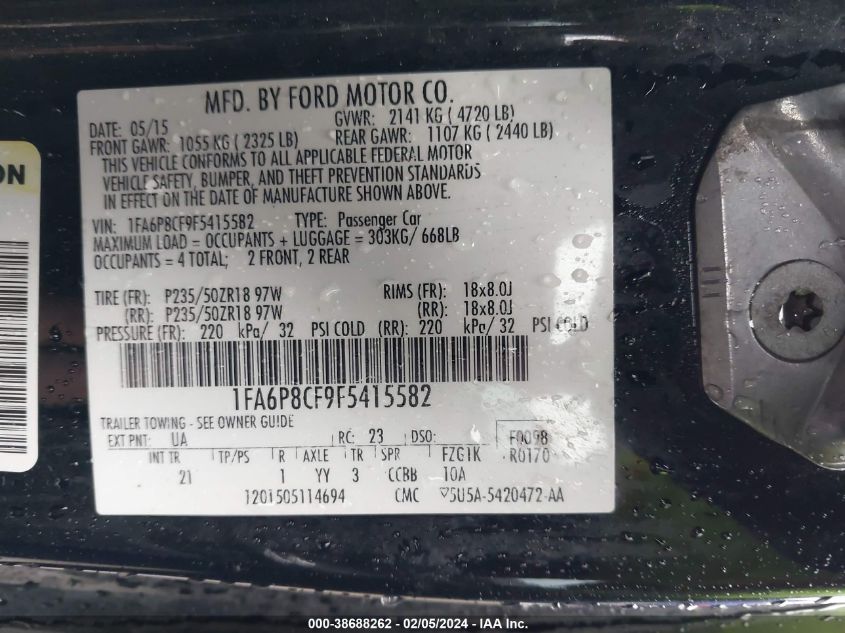 MFD. BY FORD MOTOR CO.
DATE: 05/15 GVWR: 2141 KG ( 4720 LB)
FRONT GAWR: 1055 KG ( 2325 LB) REAR GAWR: 1107 KG ( 2440 LB)
THIS VEHICLE CONFORMS TO ALL APPLICABLE FEDERAL MOTOR
VEHICLE SAFETY, BUMPER, AND THEFT PREVENTION STANDARDS
IN EFFECT ON THE DATE OF MANUFACTURE SHOWN ABOVE.
VIN: 1FA6P8CF9F5415582 TYPE: Passenger Car
MAXIMUM LOAD = OCCUPANTS + LUGGAGE = 303KG/ 668LB
OCCUPANTS = 4 TOTAL; 2 FRONT, 2 REAR
TIRE (FR): P235/50ZR18 97W RIMS (FR): 18x8.0J
(RR): P235/50ZR18 97W (RR): 18x8.0J
PRESSURE (FR): 220 kPa/ 32 PSI COLD (RR): 220 kPa/ 32 PSI COLD
1FA6P8CF9F5415582
TRAILER TOWING - SEE OWNER GUIDE
EXT PNT: UA RC: 23 DSO: F0098
R0170
INT TR TP/PS R AXLE TR SPR FZG1K
21 1 YY 3 CCBB 10A
1201505114694 CMC 5U5A-5420472-AA
ON
000-38688262 - 02/05/2024 - IAA Inc.